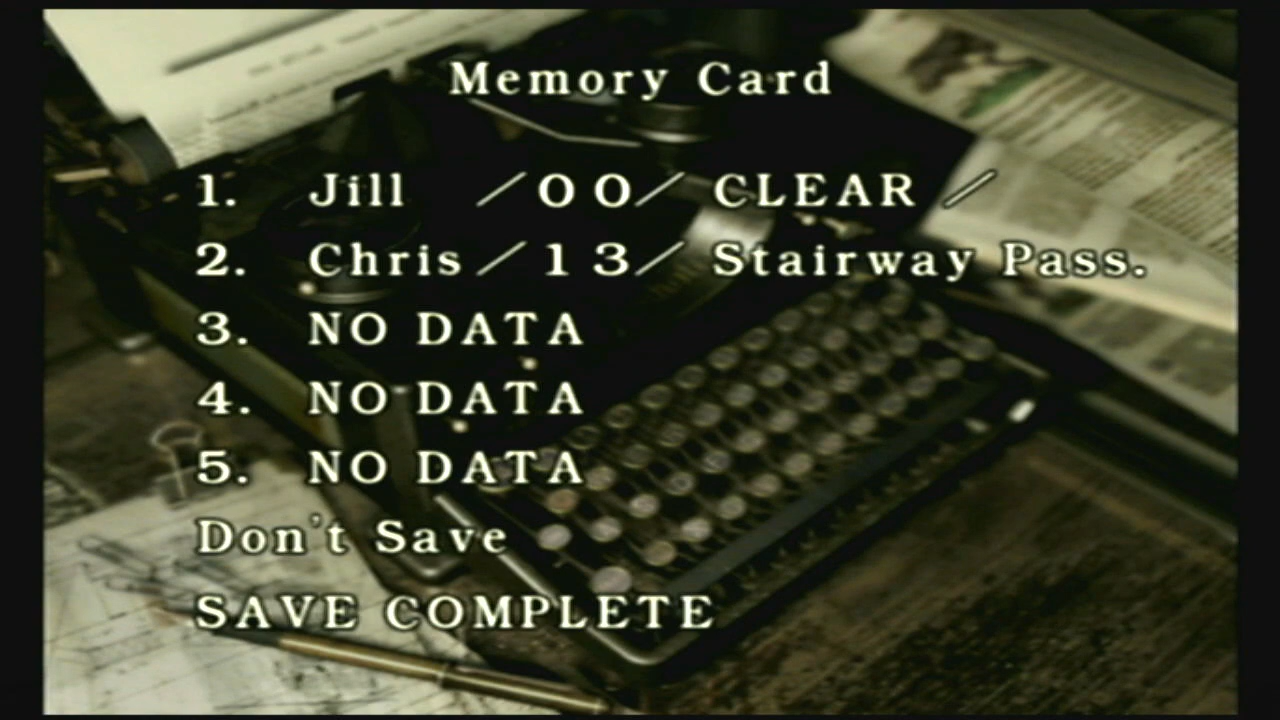 Memory Card
1. Jill /00/ CLEAR /
2. Chris/13/ Stairway Pass.
3. NO DATA
4. NO DATA
5. NO DATA
Don't Save
SAVE COMPLETE